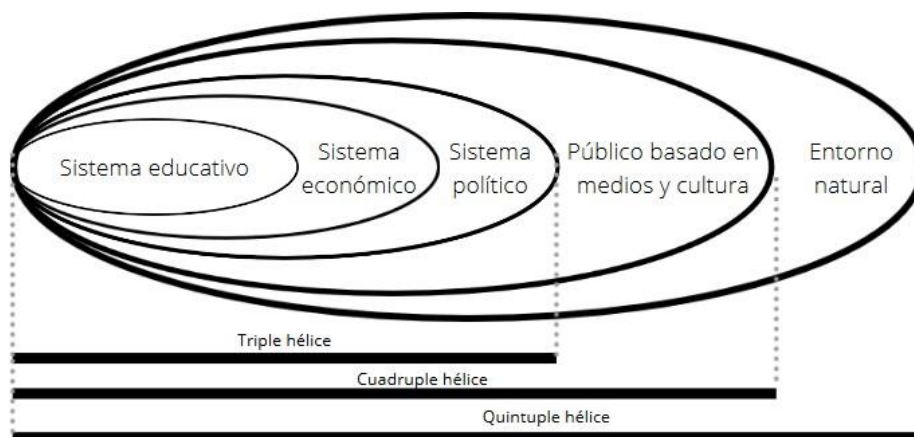 Sistema educativo
Sistema
económico
Sistema
político
Público basado en
medios y cultura
Entorno
natural
Triple hélice
Cuadruple hélice
Quintuple hélice